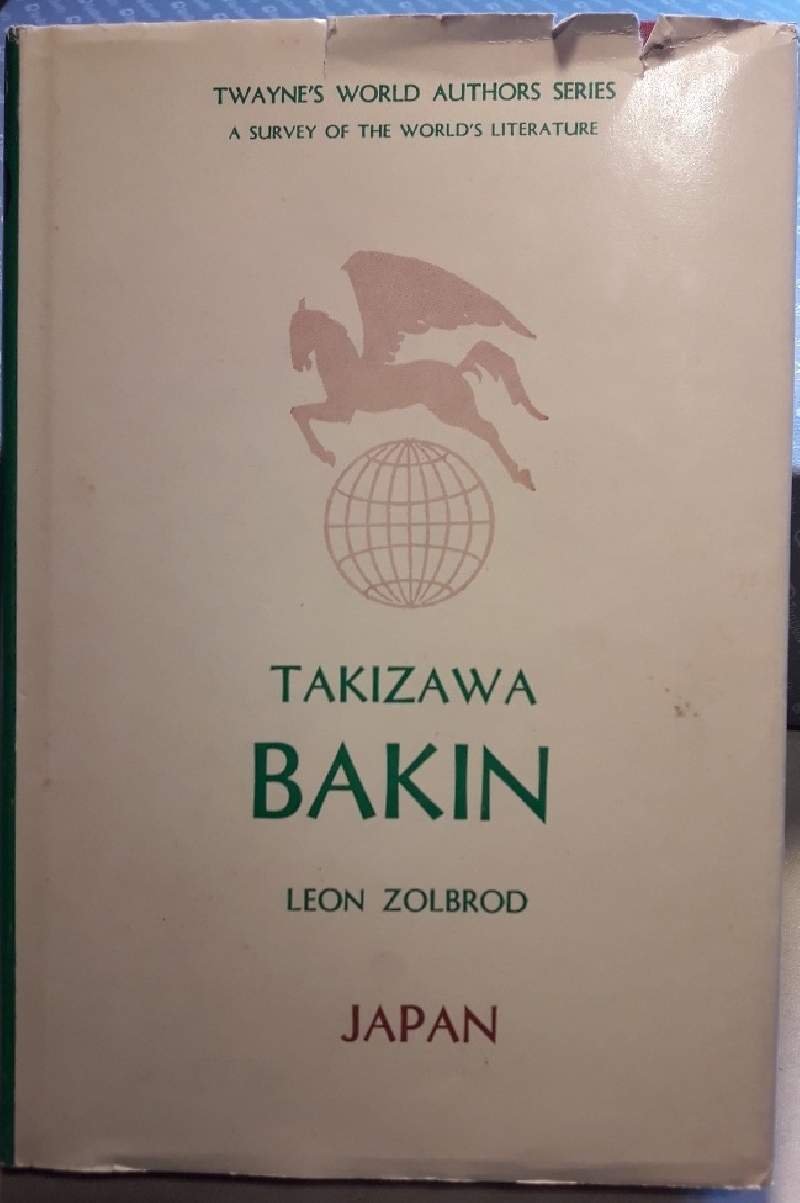 TWAYNE'S WORLD AUTHORS SERIES
A SURVEY OF THE WORLD'S LITERATURE
TAKIZAWA
BAKIN
LEON ZOLBROD
JAPAN